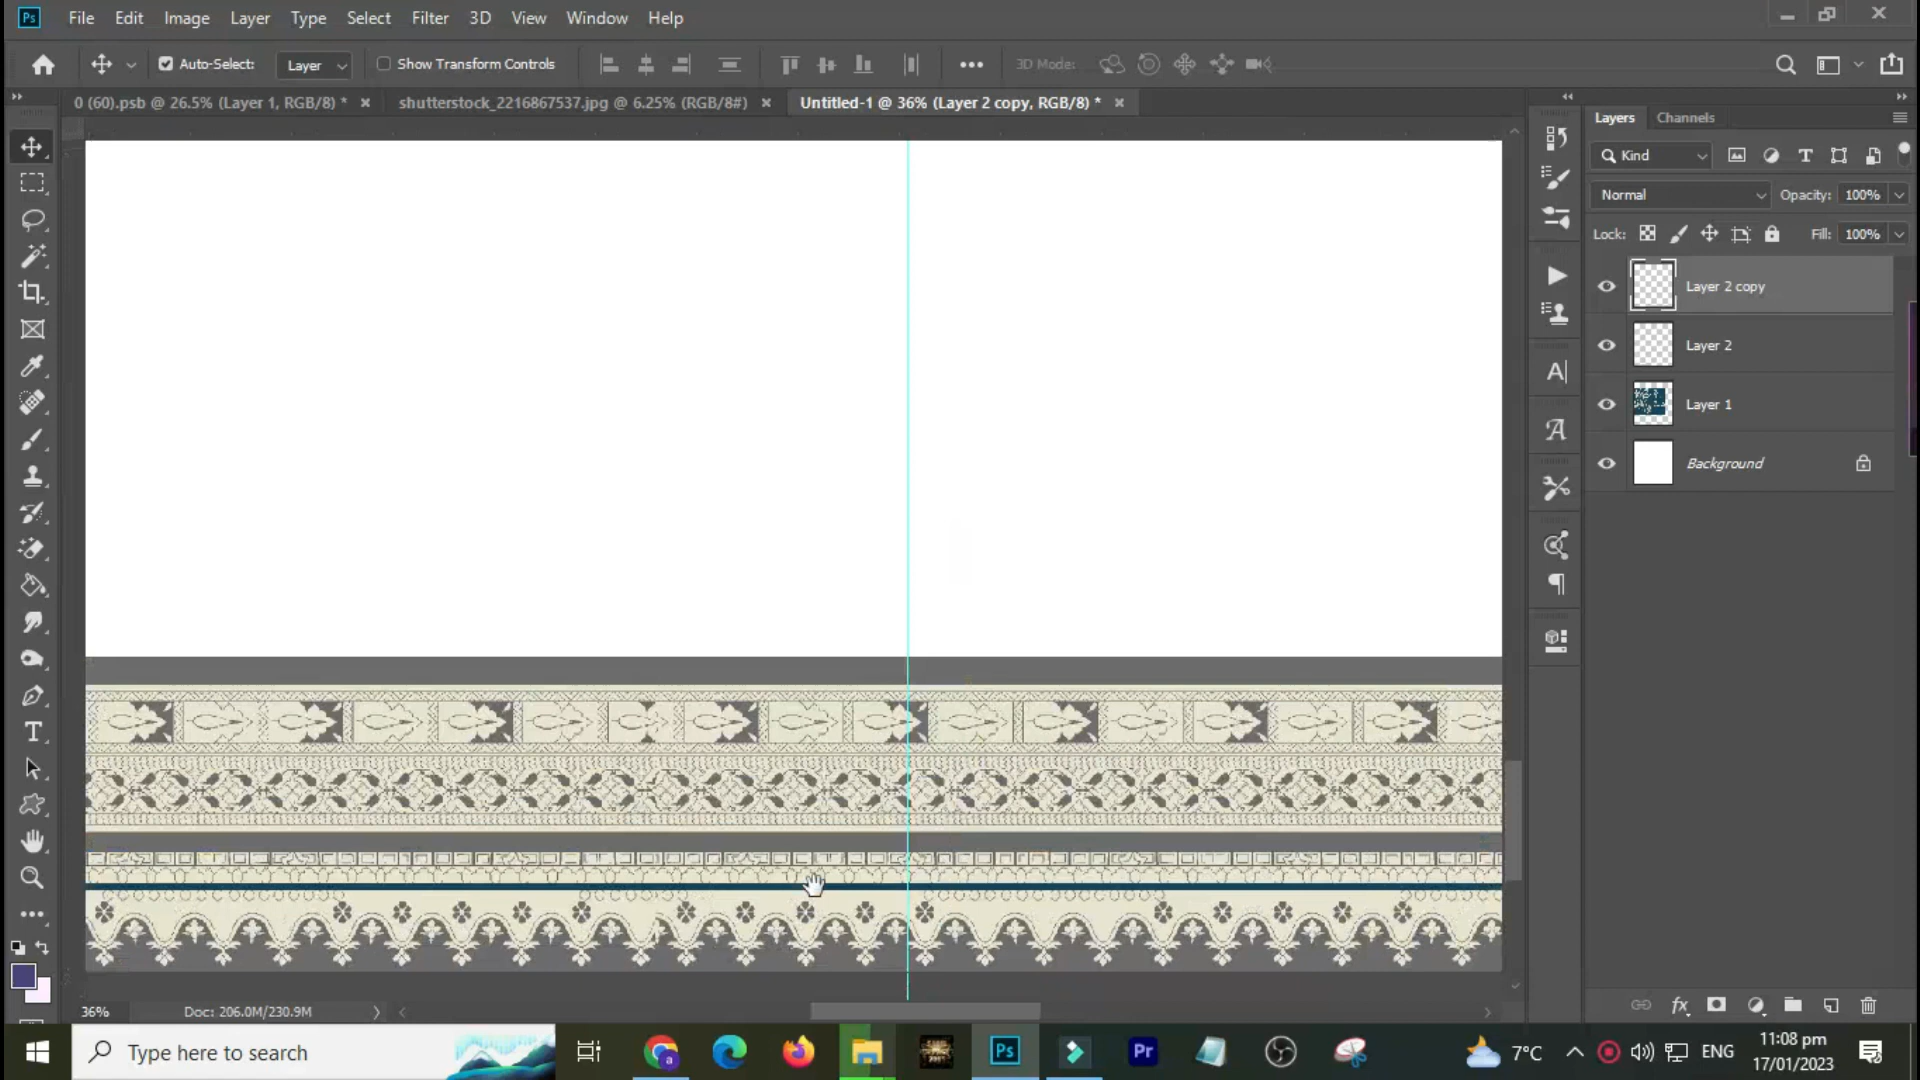 Ps File Edit Image Layer Type Select Filter 3D View Window Help
Auto-Select: Layer Show Transform Controls 3D Mode:
0 (60).psb @ 26.5% (Layer 1, RGB/8) * shutterstock_2216867537.jpg @ 6.25% (RGB/8#) Untitled-1 @ 36% (Layer 2 copy, RGB/8) *
Layers Channels
Kind
Normal Opacity: 100%
Lock: Fill: 100%
Layer 2 copy
Layer 2
Layer 1
Background
36% Doc: 206.0M/230.9M
Type here to search
Ps Pr
7°C ENG
11:08 pm
17/01/2023